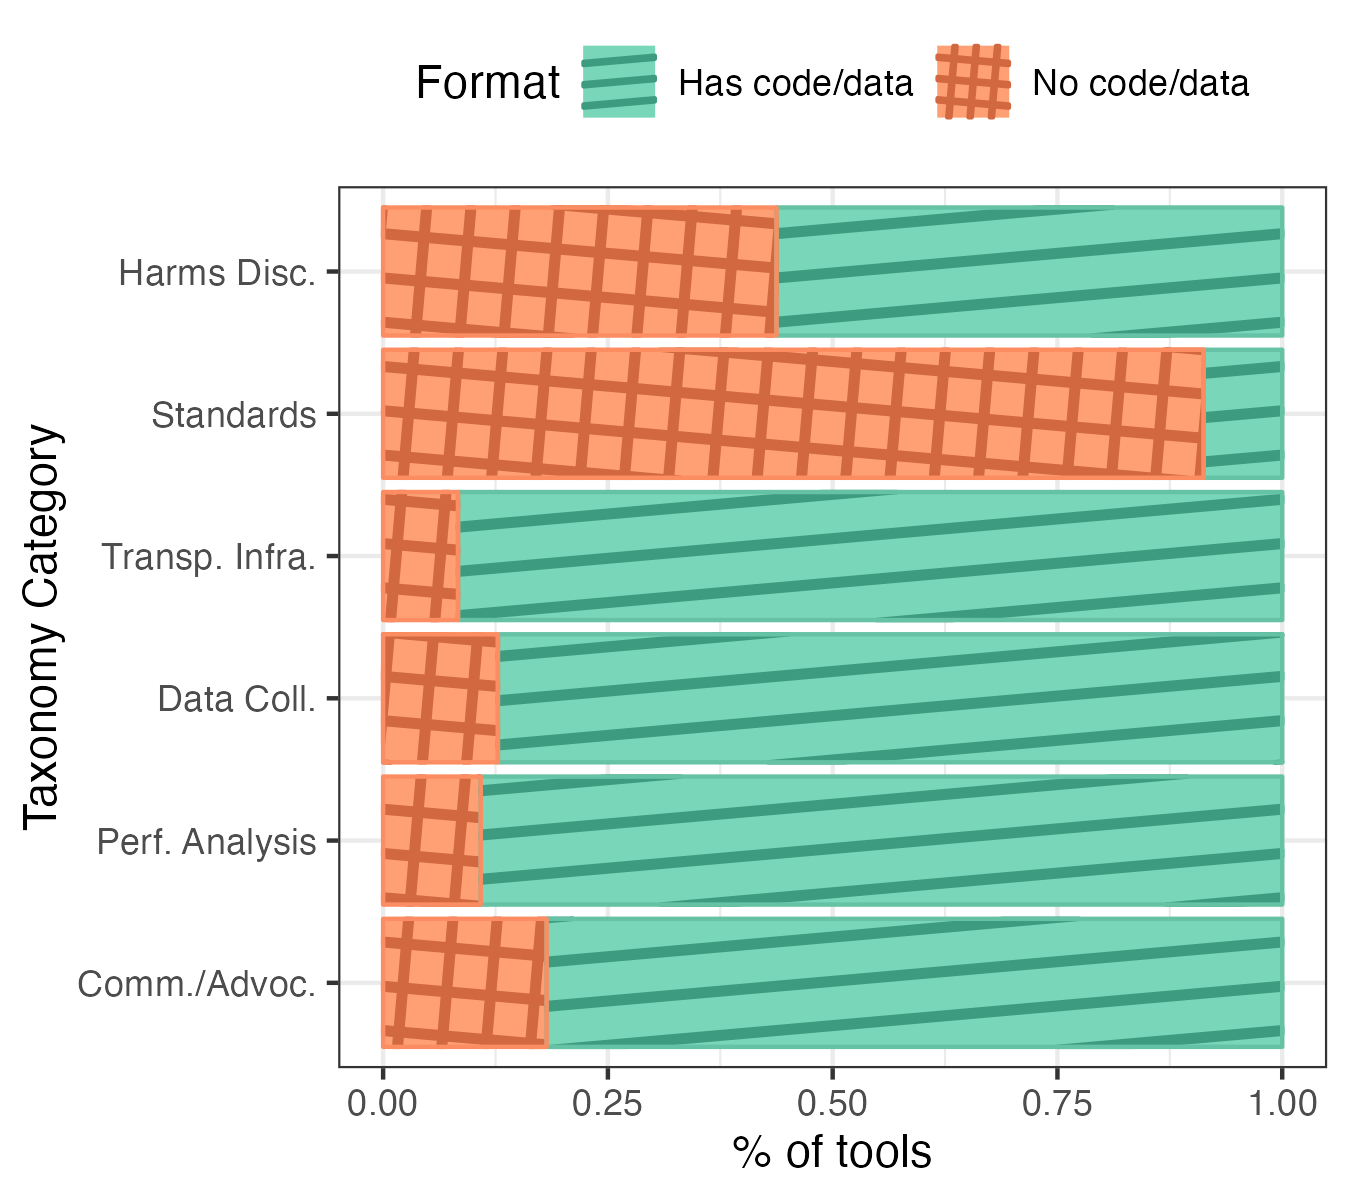 Format Has code/data No code/data
Taxonomy Category
Harms Disc.
Standards
Transp. Infra.
Data Coll.
Perf. Analysis
Comm./Advoc.
0.00 0.25 0.50 0.75 1.00
% of tools